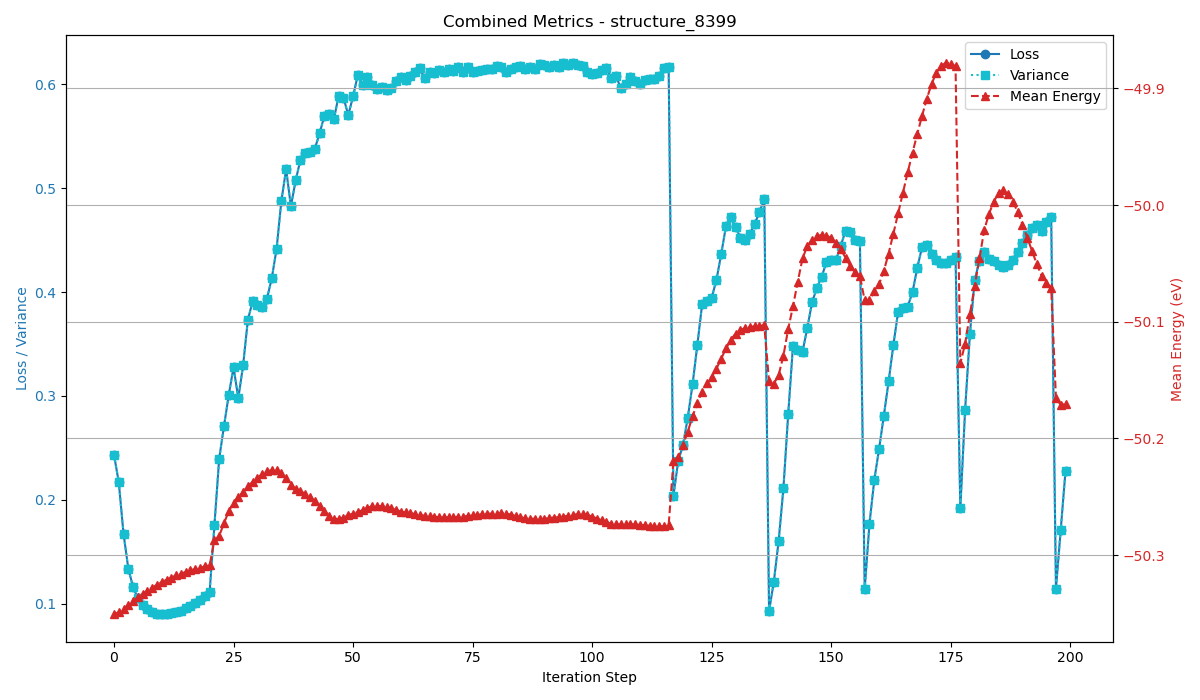 Combined Metrics - structure_8399
Loss
Variance
Mean Energy
0.6
0.5
0.4
0.3
0.2
0.1
Loss / Variance
−49.9
−50.0
−50.1
−50.2
−50.3
Mean Energy (eV)
0 25 50 75 100 125 150 175 200
Iteration Step